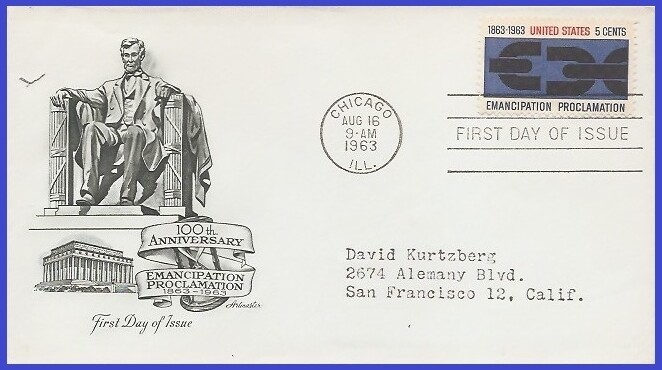 1863-1963 UNITED STATES 5 CENTS
EMANCIPATION PROCLAMATION
CHICAGO
AUG 16
9-AM
1963
ILL.
FIRST DAY OF ISSUE
100th
ANNIVERSARY
EMANCIPATION
PROCLAMATION
1863-1963
Artmaster
First Day of Issue
David Kurtzberg
2674 Alemany Blvd.
San Francisco 12, Calif.